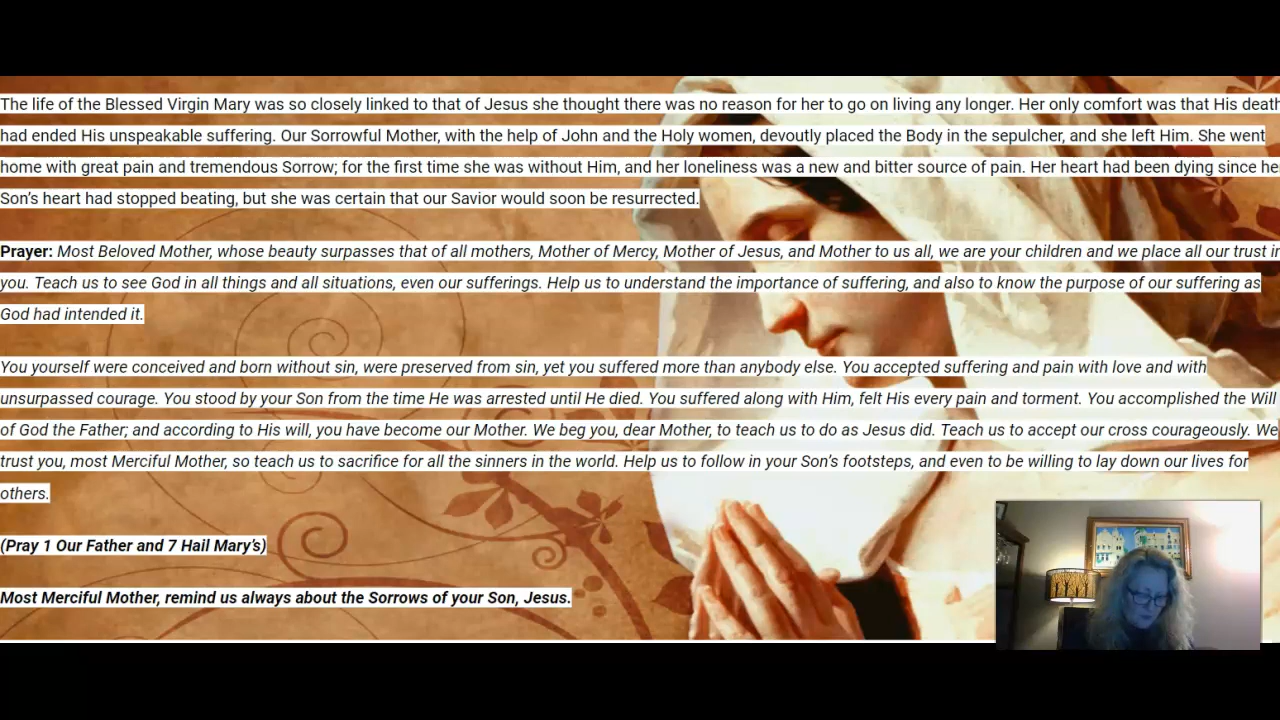 The life of the Blessed Virgin Mary was so closely linked to that of Jesus she thought there was no reason for her to go on living any longer. Her only comfort was that His death
had ended His unspeakable suffering. Our Sorrowful Mother, with the help of John and the Holy women, devoutly placed the Body in the sepulcher, and she left Him. She went
home with great pain and tremendous Sorrow; for the first time she was without Him, and her loneliness was a new and bitter source of pain. Her heart had been dying since he
Son’s heart had stopped beating, but she was certain that our Savior would soon be resurrected.
Prayer: Most Beloved Mother, whose beauty surpasses that of all mothers, Mother of Mercy, Mother of Jesus, and Mother to us all, we are your children and we place all our trust in
you. Teach us to see God in all things and all situations, even our sufferings. Help us to understand the importance of suffering, and also to know the purpose of our suffering as
God had intended it.
You yourself were conceived and born without sin, were preserved from sin, yet you suffered more than anybody else. You accepted suffering and pain with love and with
unsurpassed courage. You stood by your Son from the time He was arrested until He died. You suffered along with Him, felt His every pain and torment. You accomplished the Will
of God the Father; and according to His will, you have become our Mother. We beg you, dear Mother, to teach us to do as Jesus did. Teach us to accept our cross courageously. We
trust you, most Merciful Mother, so teach us to sacrifice for all the sinners in the world. Help us to follow in your Son’s footsteps, and even to be willing to lay down our lives for
others.
(Pray 1 Our Father and 7 Hail Mary’s)
Most Merciful Mother, remind us always about the Sorrows of your Son, Jesus.